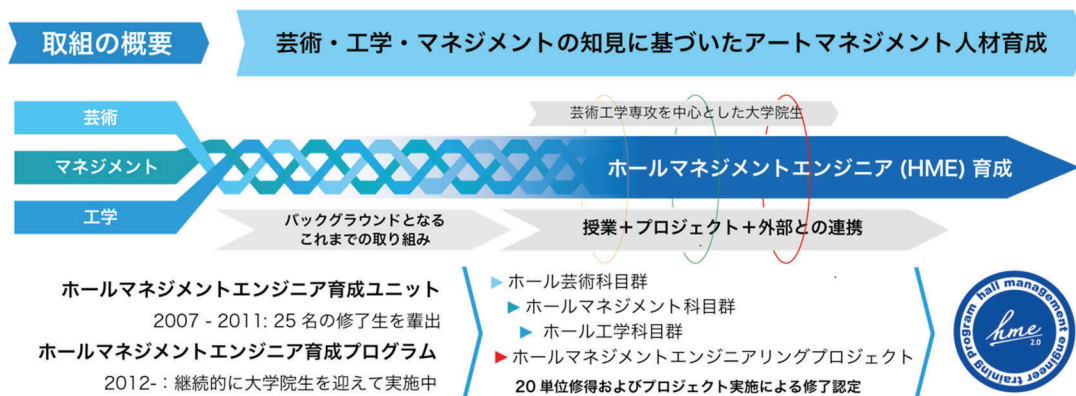 取組の概要
芸術・工学・マネジメントの知見に基づいたアートマネジメント人材育成
芸術
マネジメント
工学
芸術工学専攻を中心とした大学院生
ホールマネジメントエンジニア (HME) 育成
バックグラウンドとなる
これまでの取り組み
授業＋プロジェクト＋外部との連携
ホールマネジメントエンジニア育成ユニット
2007 - 2011: 25 名の修了生を輩出
ホールマネジメントエンジニア育成プログラム
2012-：継続的に大学院生を迎えて実施中
▶ホール芸術科目群
▶ホールマネジメント科目群
▶ホール工学科目群
▶ホールマネジメントエンジニアリングプロジェクト
20 単位修得およびプロジェクト実施による修了認定
hall management engineer training program
hme
2.0